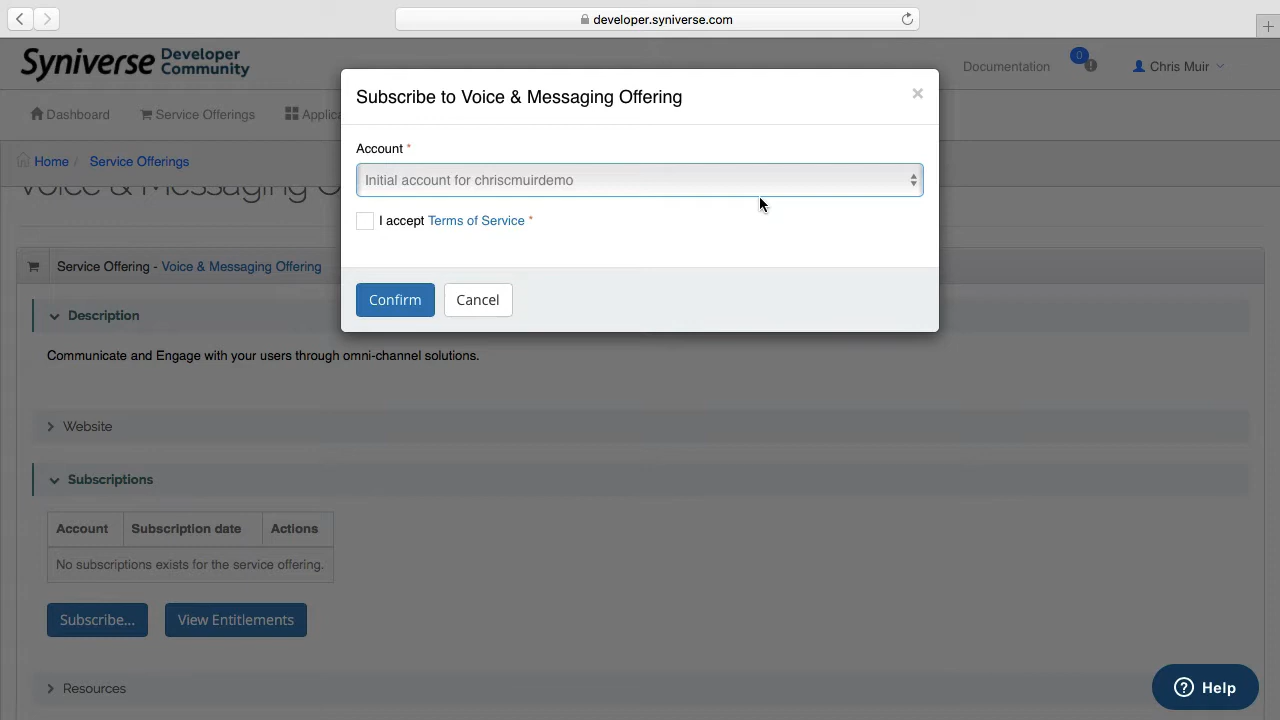 developer.syniverse.com
Syniverse Developer Community
Documentation
0
Chris Muir
Dashboard
Service Offerings
Applica
Home / Service Offerings
Voice & Messaging O
Subscribe to Voice & Messaging Offering
×
Account *
Initial account for chriscmuirdemo
I accept Terms of Service *
Confirm
Cancel
Service Offering - Voice & Messaging Offering
Description
Communicate and Engage with your users through omni-channel solutions.
Website
Subscriptions
Account Subscription date Actions
No subscriptions exists for the service offering.
Subscribe...
View Entitlements
Resources
? Help